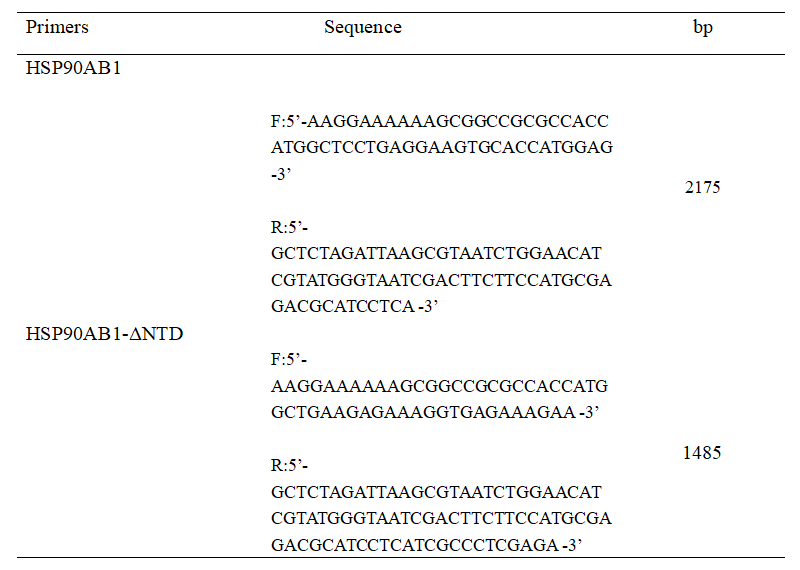 Primers Sequence bp
HSP90AB1
F:5’-AAGGAAAAAAGCGGCCGCGCCACC
ATGGCTCCTGAGGAAGTGCACCATGGAG
-3’
2175
R:5’-
GCTCTAGATTAAGCGTAATCTGGAACAT
CGTATGGGTAATCGACTTCTTCCATGCGA
GACGCATCCTCA -3’
HSP90AB1-ΔNTD
F:5’-
AAGGAAAAAAGCGGCCGCGCCACCATG
GCTGAAGAGAAAGGTGAGAAAGAA -3’
1485
R:5’-
GCTCTAGATTAAGCGTAATCTGGAACAT
CGTATGGGTAATCGACTTCTTCCATGCGA
GACGCATCCTCATCGCCCTCGAGA -3’